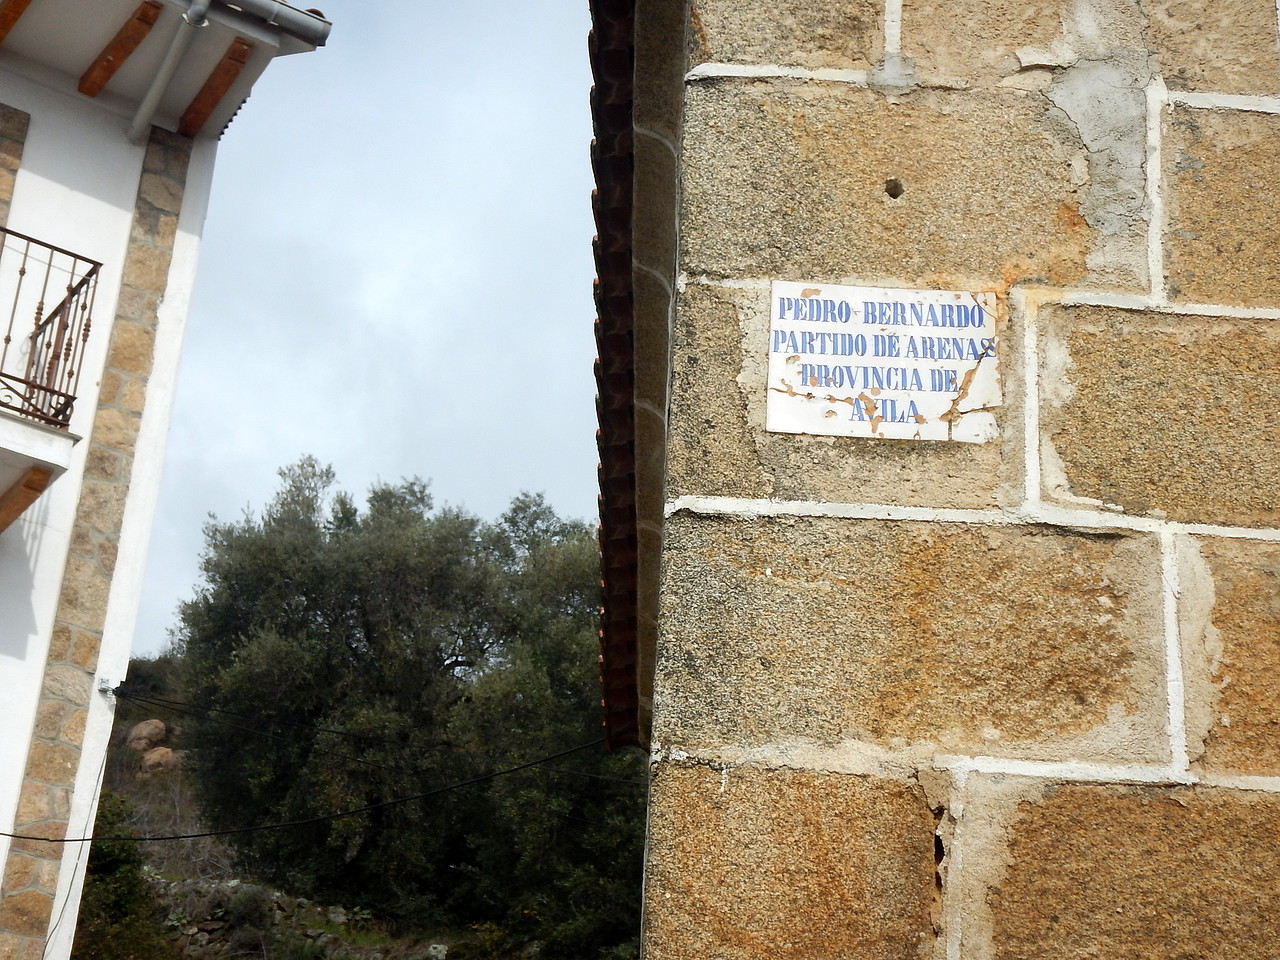 PEDRO BERNARDO
PARTIDO DE ARENAS
PROVINCIA DE
AVILA